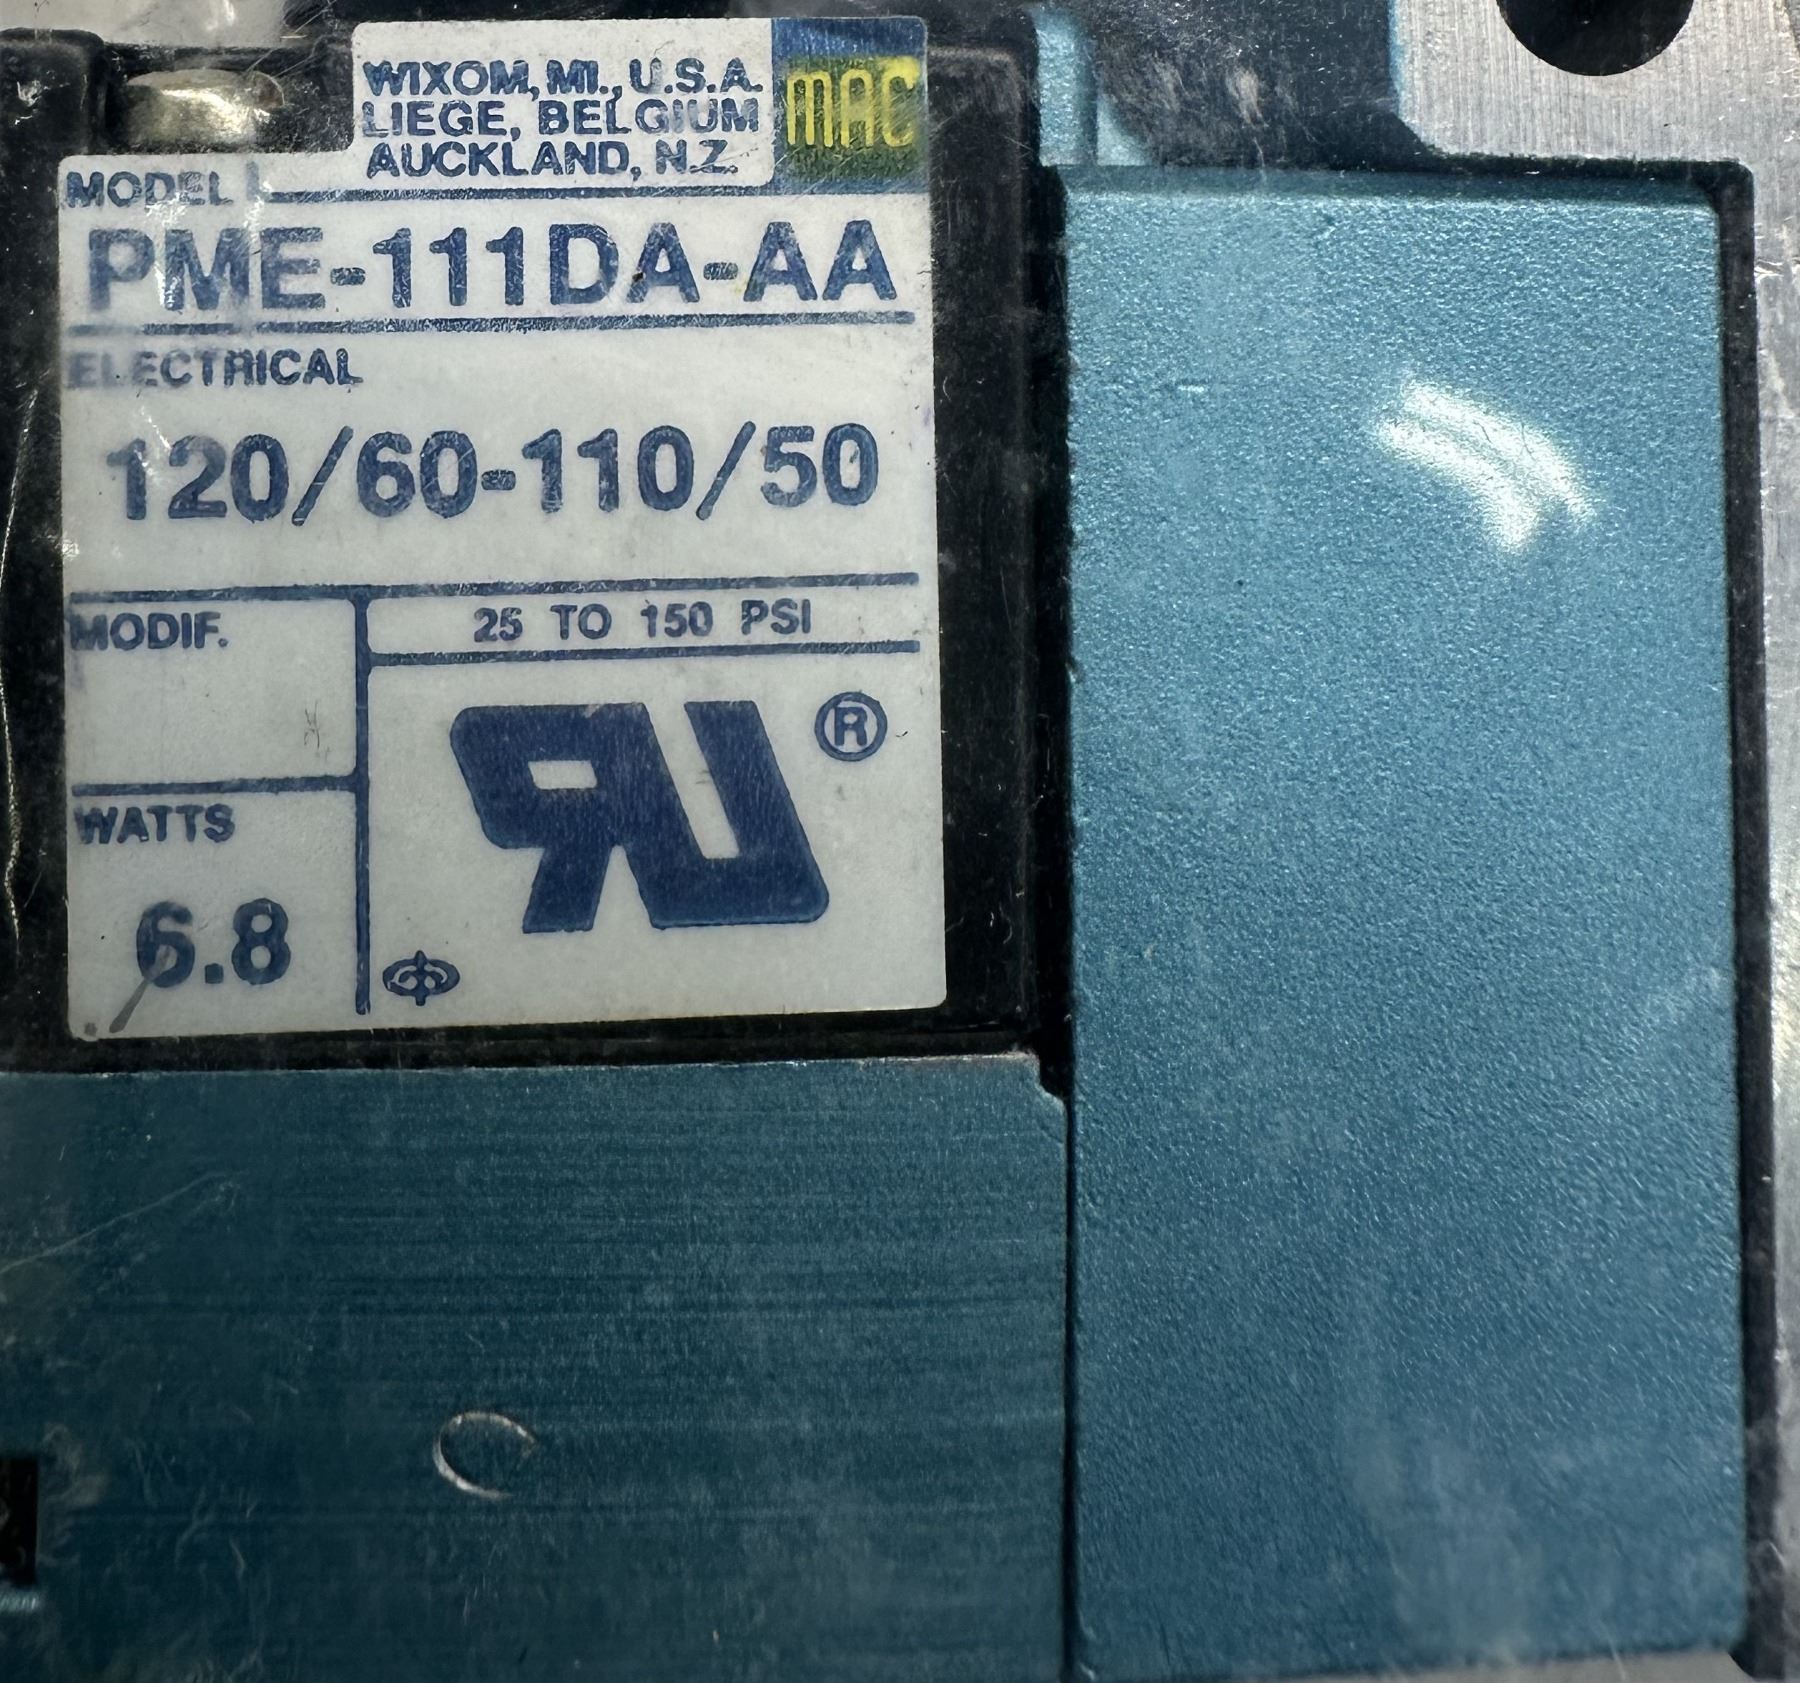 WIXOM, MI., U.S.A.
LIEGE, BELGIUM
AUCKLAND, N.Z.
MAC
MODEL
PME-111DA-AA
ELECTRICAL
120/60-110/50
MODIF.
25 TO 150 PSI
WATTS
6.8
RU
®